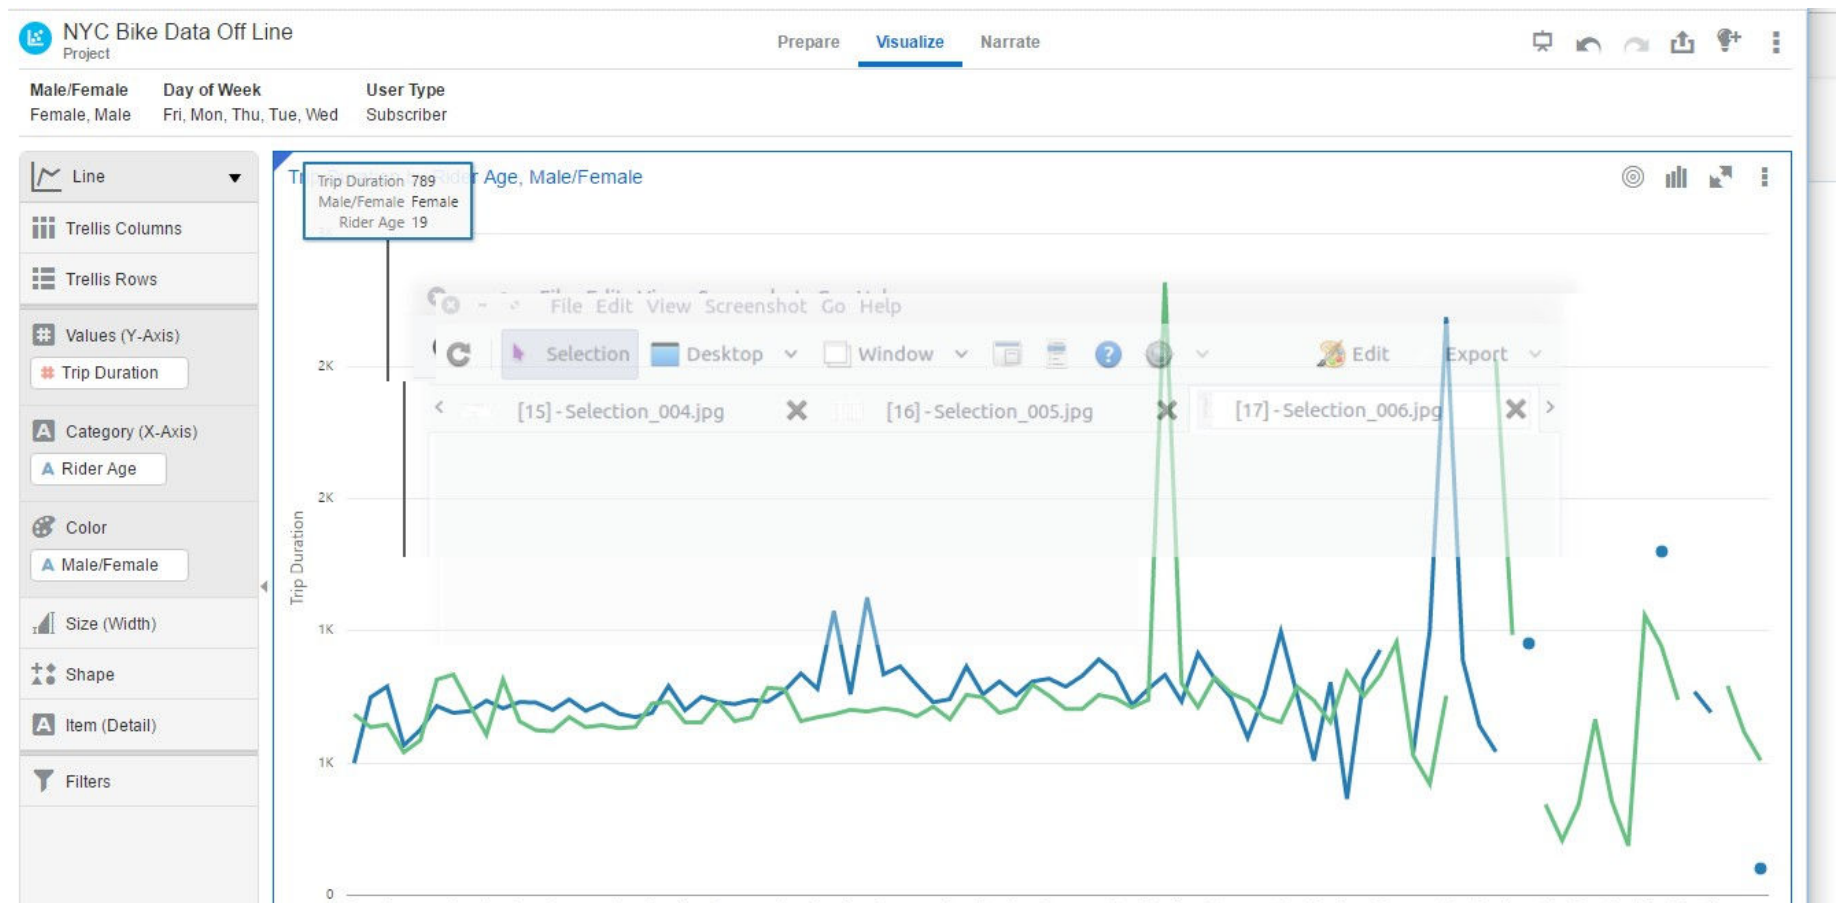 NYC Bike Data Off Line
Project
Prepare Visualize Narrate
Male/Female Day of Week User Type
Female, Male Fri, Mon, Thu, Tue, Wed Subscriber
Line
Trellis Columns
Trellis Rows
Values (Y-Axis)
# Trip Duration
Category (X-Axis)
A Rider Age
Color
A Male/Female
Size (Width)
Shape
Item (Detail)
Filters
Rider Age, Male/Female
Trip Duration 789
Male/Female Female
Rider Age 19
File Edit View Screenshot Go Help
Selection Desktop Window Edit Export
[15] - Selection_004.jpg [16] - Selection_005.jpg [17] - Selection_006.jpg
Trip Duration
2K
2K
1K
1K
0